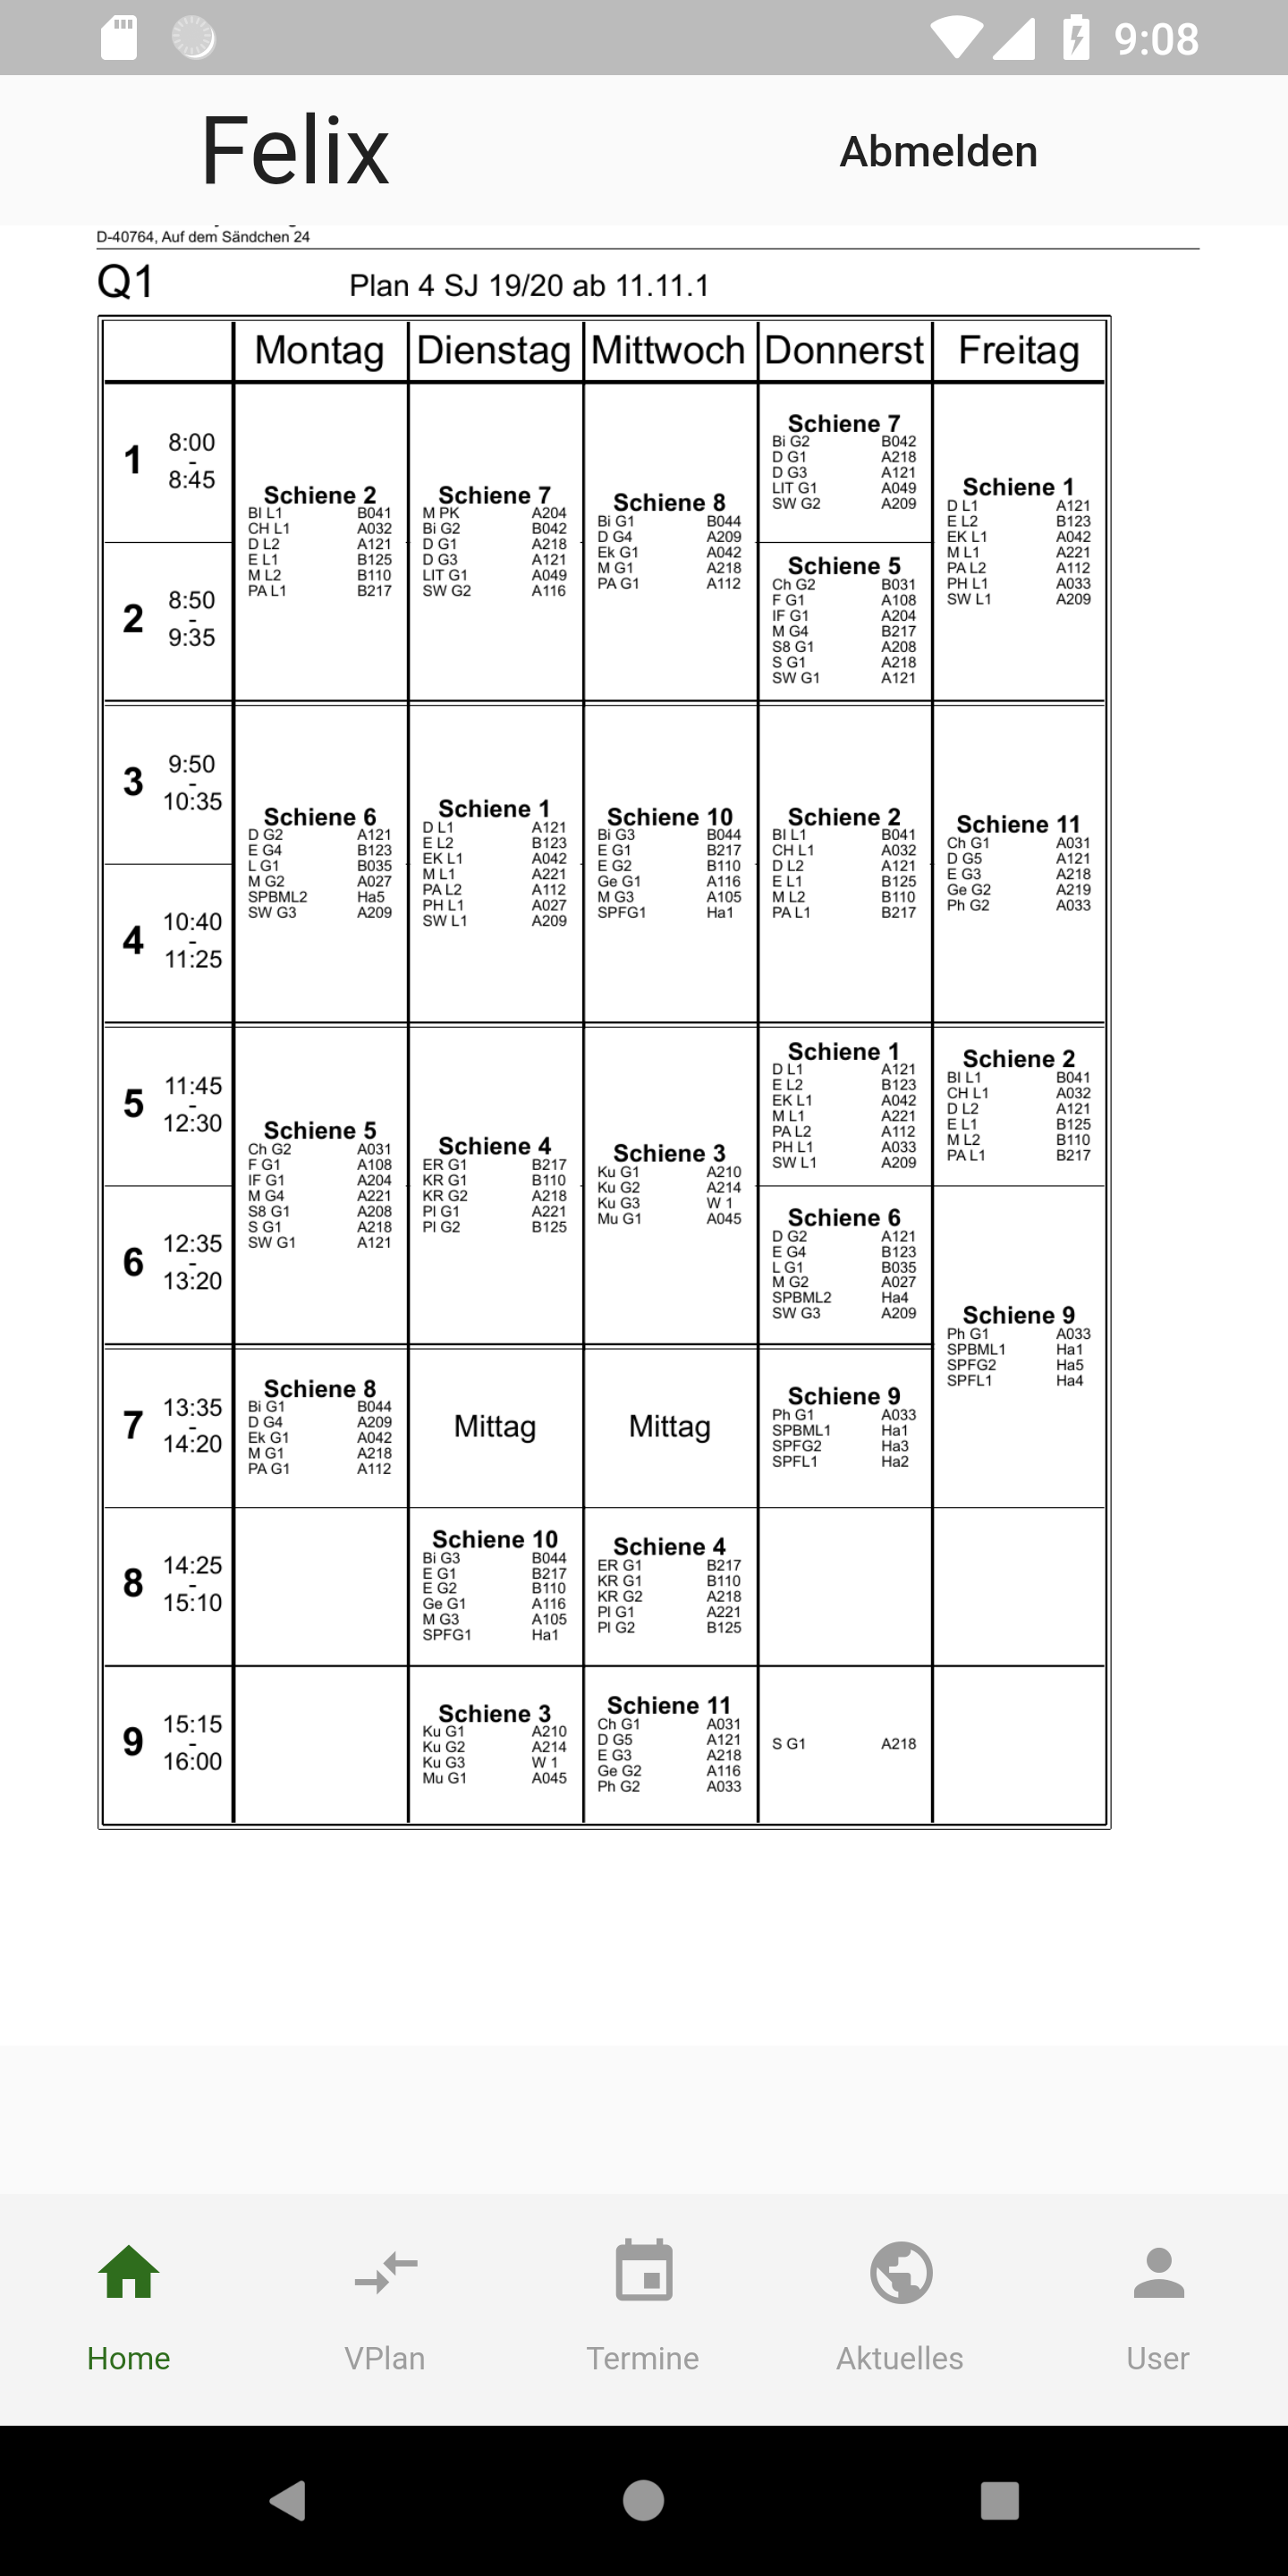 9:08
Felix
Abmelden
D-40764, Auf dem Sändchen 24
Q1
Plan 4 SJ 19/20 ab 11.11.1
Montag Dienstag Mittwoch Donnerst Freitag
1
8:00
-
8:45
2
8:50
-
9:35
Schiene 2
BI L1 B041
CH L1 A032
D L2 A121
E L1 B125
M L2 B110
PA L1 B217
Schiene 7
M PK A204
Bi G2 B042
D G1 A218
D G3 A121
LIT G1 A049
SW G2 A116
Schiene 8
Bi G1 B044
D G4 A209
Ek G1 A042
M G1 A218
PA G1 A112
Schiene 7
Bi G2 B042
D G1 A218
D G3 A121
LIT G1 A049
SW G2 A209
Schiene 5
Ch G2 B031
F G1 A108
IF G1 A204
M G4 B217
S8 G1 A208
S G1 A218
SW G1 A121
Schiene 1
D L1 A121
E L2 B123
EK L1 A042
M L1 A221
PA L2 A112
PH L1 A033
SW L1 A209
3
9:50
-
10:35
4
10:40
-
11:25
Schiene 6
D G2 A121
E G4 B123
L G1 B035
M G2 A027
SPBML2 Ha5
SW G3 A209
Schiene 1
D L1 A121
E L2 B123
EK L1 A042
M L1 A221
PA L2 A112
PH L1 A027
SW L1 A209
Schiene 10
Bi G3 B044
E G1 B217
E G2 B110
Ge G1 A116
M G3 A105
SPFG1 Ha1
Schiene 2
BI L1 B041
CH L1 A032
D L2 A121
E L1 B125
M L2 B110
PA L1 B217
Schiene 11
Ch G1 A031
D G5 A121
E G3 A218
Ge G2 A219
Ph G2 A033
5
11:45
-
12:30
6
12:35
-
13:20
Schiene 5
Ch G2 A031
F G1 A108
IF G1 A204
M G4 A221
S8 G1 A208
S G1 A218
SW G1 A121
Schiene 4
ER G1 B217
KR G1 B110
KR G2 A218
Pl G1 A221
Pl G2 B125
Schiene 3
Ku G1 A210
Ku G2 A214
Ku G3 W 1
Mu G1 A045
Schiene 1
D L1 A121
E L2 B123
EK L1 A042
M L1 A221
PA L2 A112
PH L1 A033
SW L1 A209
Schiene 6
D G2 A121
E G4 B123
L G1 B035
M G2 A027
SPBML2 Ha4
SW G3 A209
Schiene 2
BI L1 B041
CH L1 A032
D L2 A121
E L1 B125
M L2 B110
PA L1 B217
Schiene 9
Ph G1 A033
SPBML1 Ha1
SPFG2 Ha5
SPFL1 Ha4
7
13:35
-
14:20
Schiene 8
Bi G1 B044
D G4 A209
Ek G1 A042
M G1 A218
PA G1 A112
Mittag
Mittag
Schiene 9
Ph G1 A033
SPBML1 Ha1
SPFG2 Ha3
SPFL1 Ha2
8
14:25
-
15:10
Schiene 10
Bi G3 B044
E G1 B217
E G2 B110
Ge G1 A116
M G3 A105
SPFG1 Ha1
Schiene 4
ER G1 B217
KR G1 B110
KR G2 A218
Pl G1 A221
Pl G2 B125
9
15:15
-
16:00
Schiene 3
Ku G1 A210
Ku G2 A214
Ku G3 W 1
Mu G1 A045
Schiene 11
Ch G1 A031
D G5 A121
E G3 A218
Ge G2 A116
Ph G2 A033
S G1 A218
Home
VPlan
Termine
Aktuelles
User